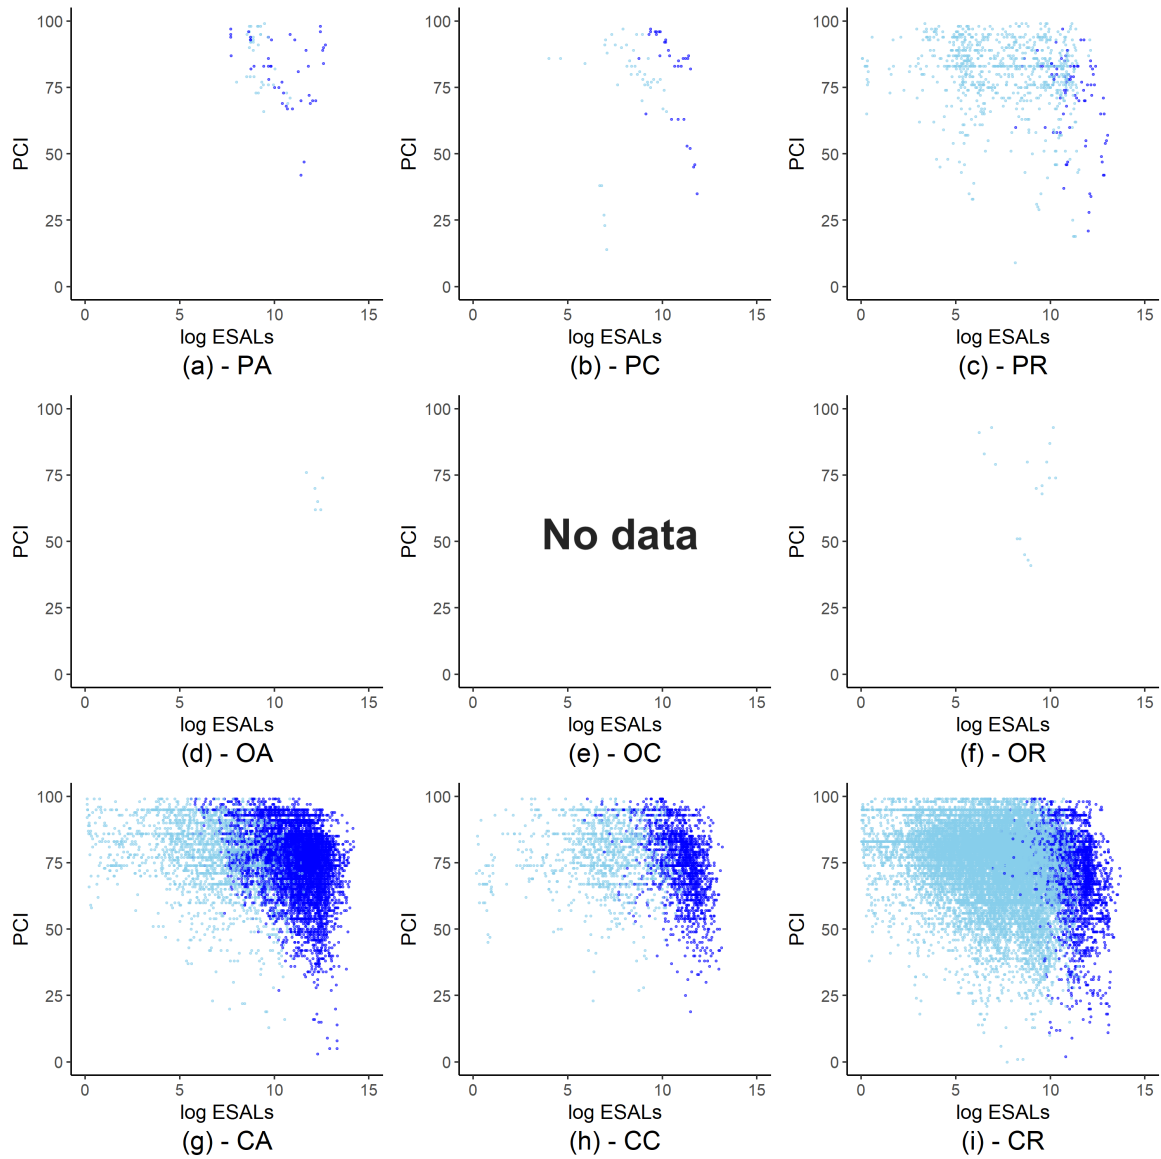 100
75
50
25
0
PCI
0 5 10 15
log ESALs
(a) - PA
100
75
50
25
0
PCI
0 5 10 15
log ESALs
(b) - PC
100
75
50
25
0
PCI
0 5 10 15
log ESALs
(c) - PR
100
75
50
25
0
PCI
0 5 10 15
log ESALs
(d) - OA
100
75
50
25
0
PCI
No data
0 5 10 15
log ESALs
(e) - OC
100
75
50
25
0
PCI
0 5 10 15
log ESALs
(f) - OR
100
75
50
25
0
PCI
0 5 10 15
log ESALs
(g) - CA
100
75
50
25
0
PCI
0 5 10 15
log ESALs
(h) - CC
100
75
50
25
0
PCI
0 5 10 15
log ESALs
(i) - CR